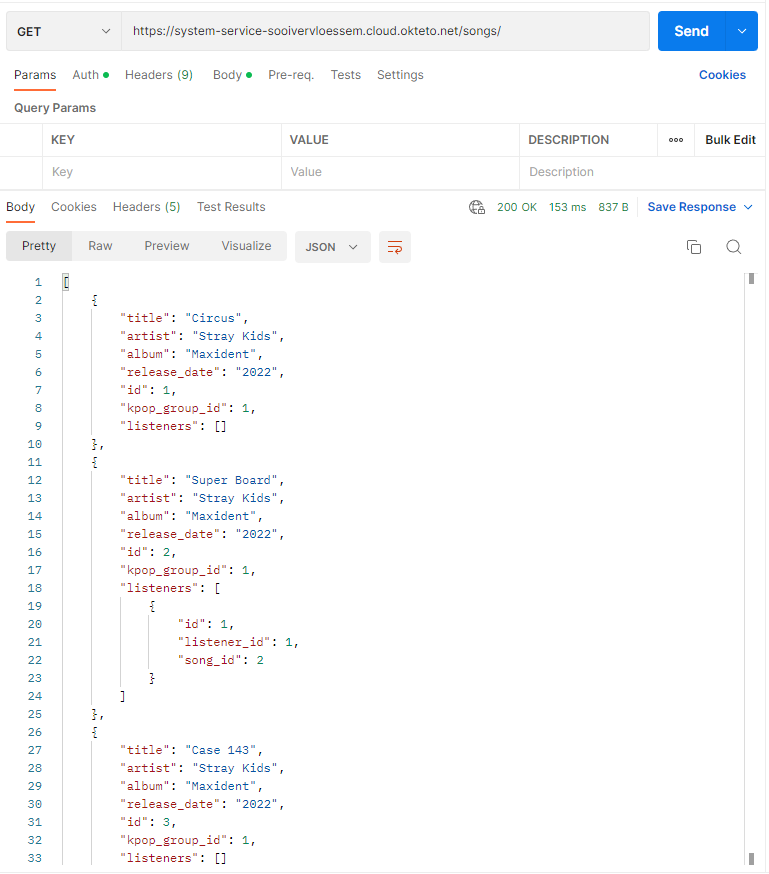 GET https://system-service-sooivervloessem.cloud.okteto.net/songs/ Send
Params Auth Headers (9) Body Pre-req. Tests Settings Cookies
Query Params
KEY VALUE DESCRIPTION ooo Bulk Edit
Key Value Description
Body Cookies Headers (5) Test Results 200 OK 153 ms 837 B Save Response
Pretty Raw Preview Visualize JSON
1 [
2 {
3 "title": "Circus",
4 "artist": "Stray Kids",
5 "album": "Maxident",
6 "release_date": "2022",
7 "id": 1,
8 "kpop_group_id": 1,
9 "listeners": []
10 },
11 {
12 "title": "Super Board",
13 "artist": "Stray Kids",
14 "album": "Maxident",
15 "release_date": "2022",
16 "id": 2,
17 "kpop_group_id": 1,
18 "listeners": [
19 {
20 "id": 1,
21 "listener_id": 1,
22 "song_id": 2
23 }
24 ]
25 },
26 {
27 "title": "Case 143",
28 "artist": "Stray Kids",
29 "album": "Maxident",
30 "release_date": "2022",
31 "id": 3,
32 "kpop_group_id": 1,
33 "listeners": []